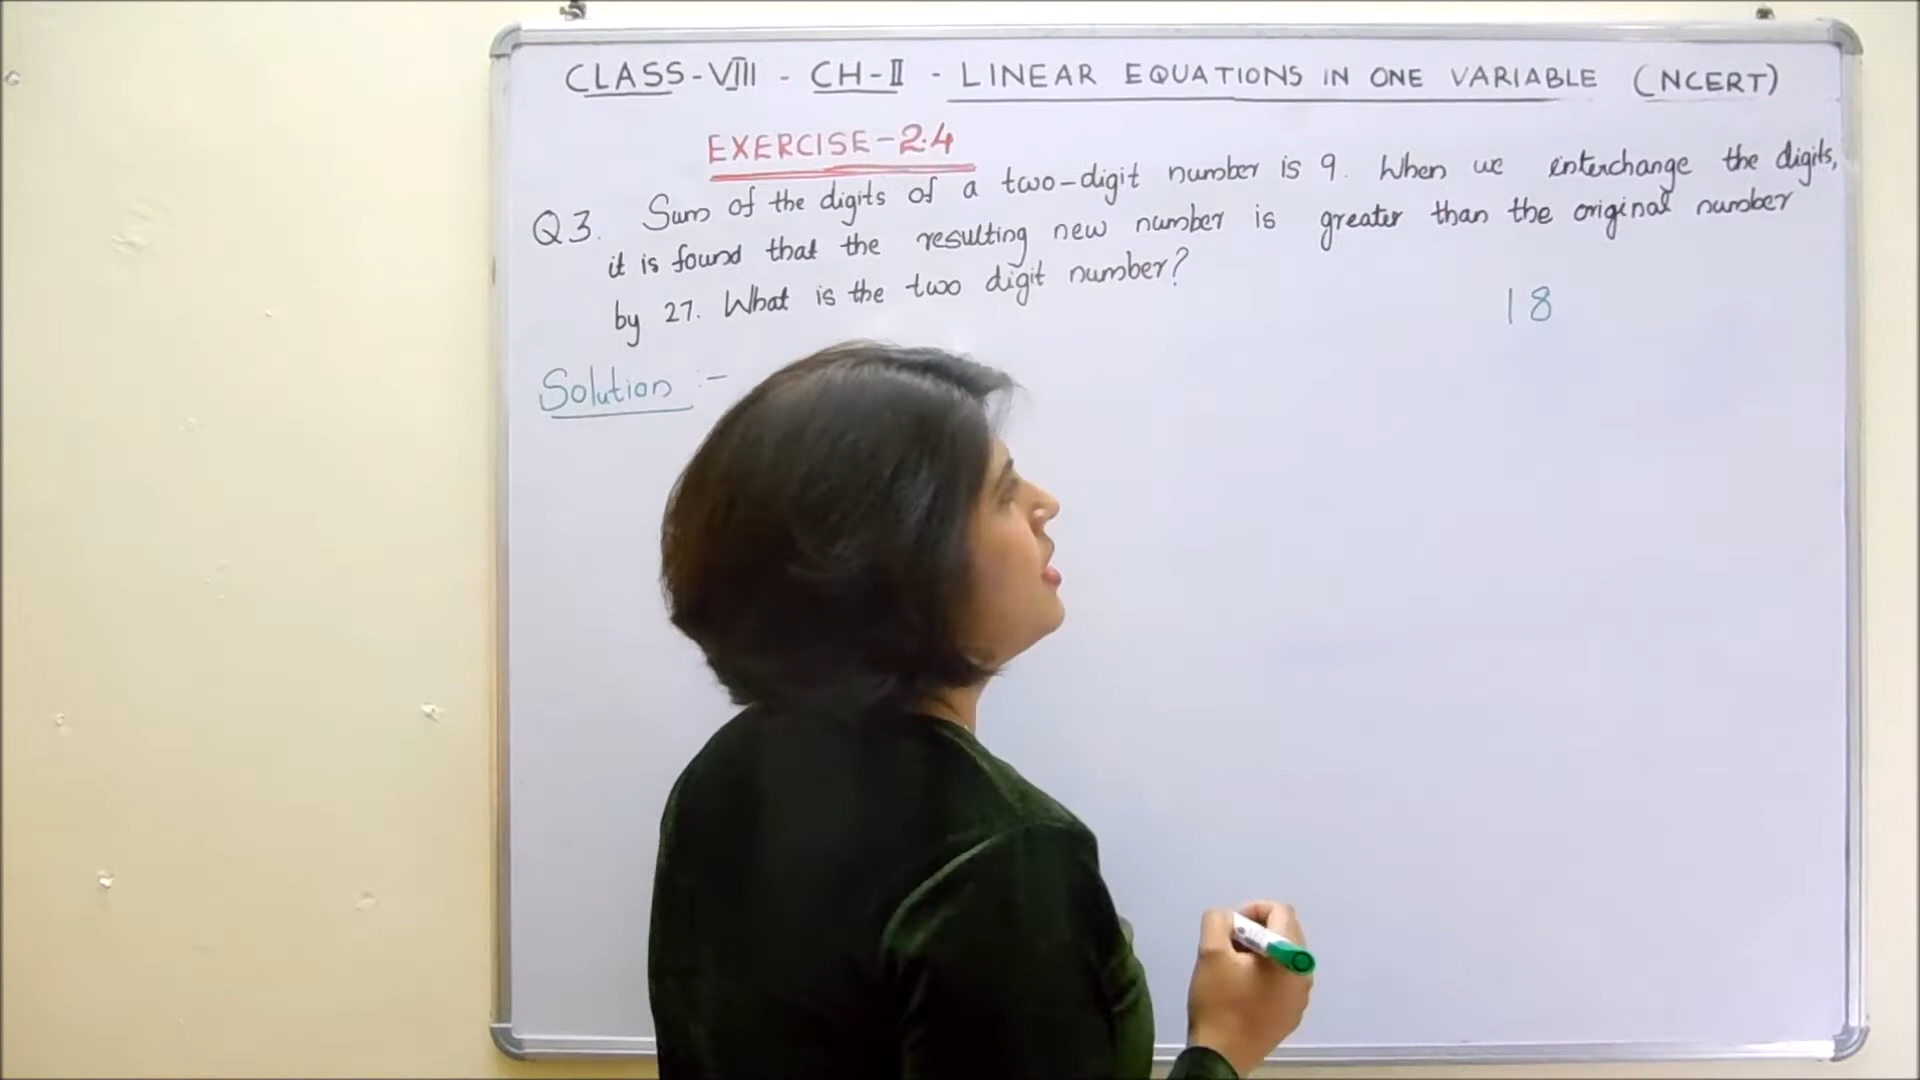 CLASS-VIII - CH-II - LINEAR EQUATIONS IN ONE VARIABLE (NCERT)
EXERCISE-2.4
Q3. Sum of the digits of a two-digit number is 9. When we interchange the digits,
it is found that the resulting new number is greater than the original number
by 27. What is the two digit number?
18
Solution :-